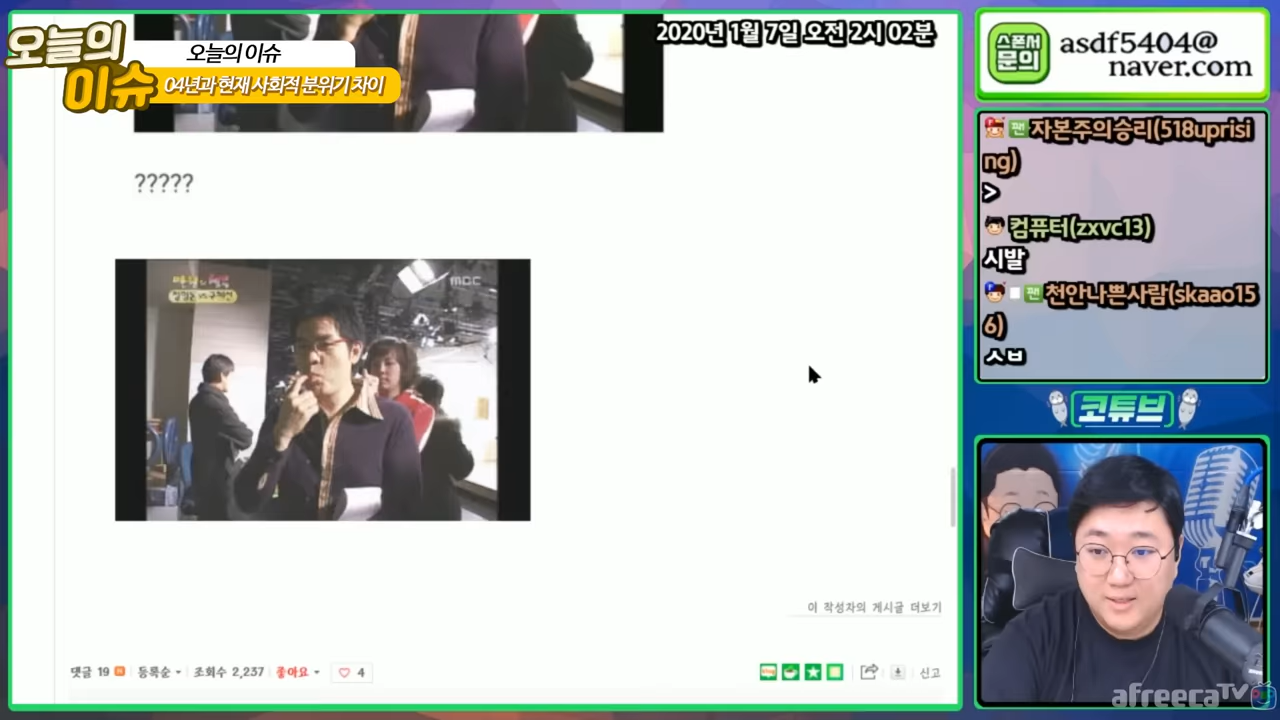 오늘의
이슈
오늘의 이슈
04년과 현재 사회적 분위기 차이
2020년 1월 7일 오전 2시 02분
?????
mbc
이 작성자의 게시글 더보기
댓글 19 등록순 조회수 2,237 좋아요 4
신고
스폰서
문의
asdf5404@
naver.com
팬 자본주의승리(518uprisi
ng)
>
컴퓨터(zxvc13)
시발
팬 천안나쁜사람(skaao15
6)
ㅅㅂ
코튜브
afreecaTV